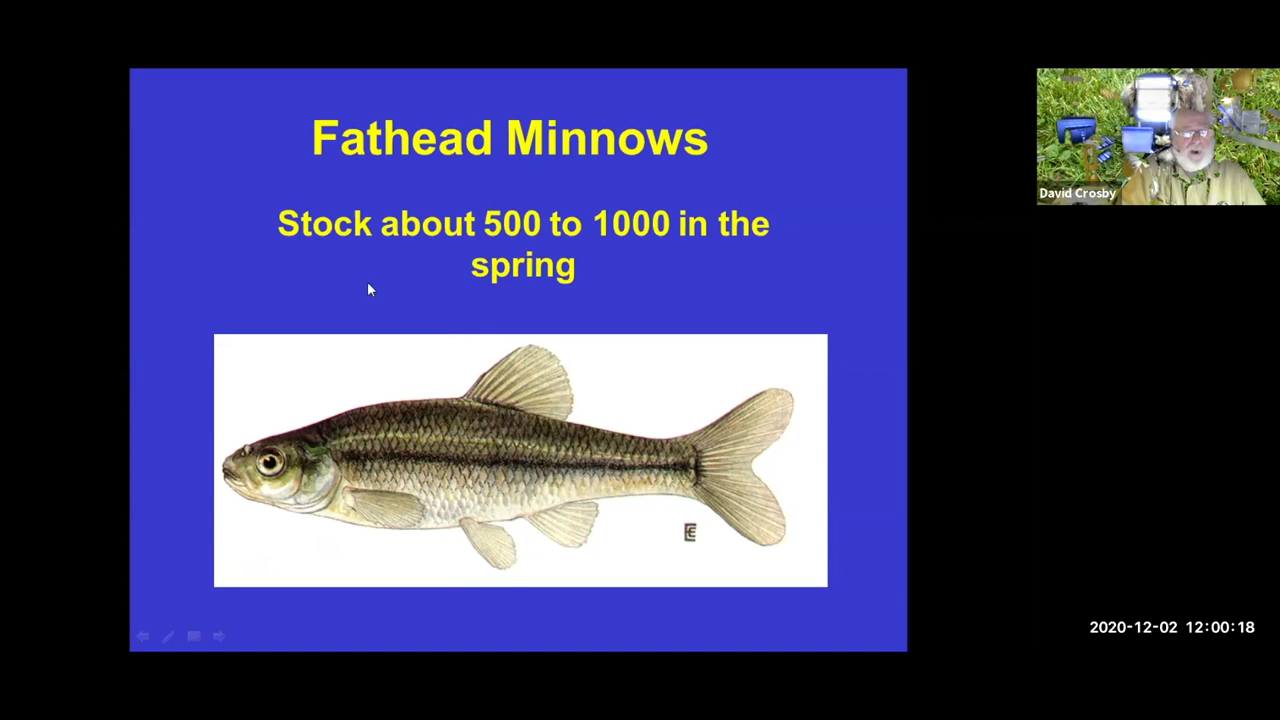 Fathead Minnows
Stock about 500 to 1000 in the
spring
David Crosby
2020-12-02 12:00:18